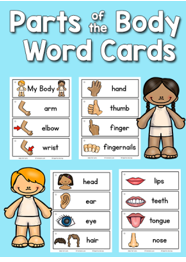 Parts of the Body
Word Cards
My Body
arm
elbow
wrist
hand
thumb
finger
fingernails
head
ear
eye
hair
lips
teeth
tongue
nose